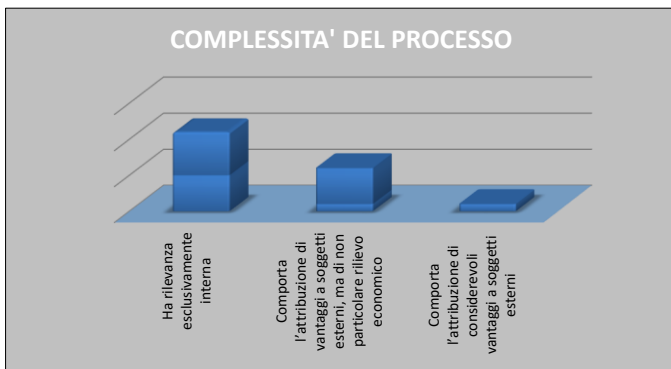 COMPLESSITA' DEL PROCESSO
Ha rilevanza
esclusivamente
interna
Comporta
l'attribuzione di
vantaggi a soggetti
esterni, ma di non
particolare rilievo
economico
Comporta
l'attribuzione di
considerevoli
vantaggi a soggetti
esterni